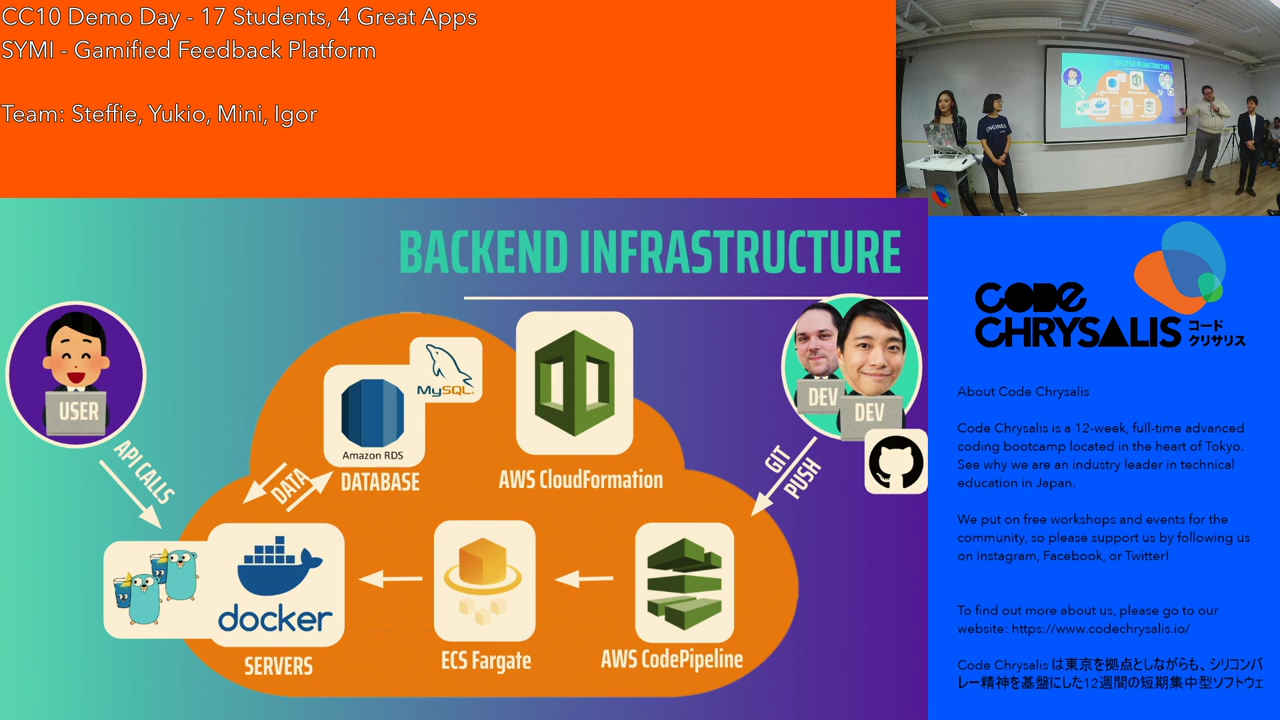 CC10 Demo Day - 17 Students, 4 Great Apps
SYMI - Gamified Feedback Platform
Team: Steffie, Yukio, Mini, Igor
BACKEND INFRASTRUCTURE
USER
API CALLS
Amazon RDS
MySQL
DATABASE
DATA
AWS CloudFormation
DEV
DEV
GIT
PUSH
docker
SERVERS
ECS Fargate
AWS CodePipeline
CODE
CHRYSALIS
コード
クリサリス
About Code Chrysalis
Code Chrysalis is a 12-week, full-time advanced
coding bootcamp located in the heart of Tokyo.
See why we are an industry leader in technical
education in Japan.
We put on free workshops and events for the
community, so please support us by following us
on Instagram, Facebook, or Twitter!
To find out more about us, please go to our
website: https://www.codechrysalis.io/
Code Chrysalis は東京を拠点としながらも、シリコンバ
レー精神を基盤にした12週間の短期集中型ソフトウェ